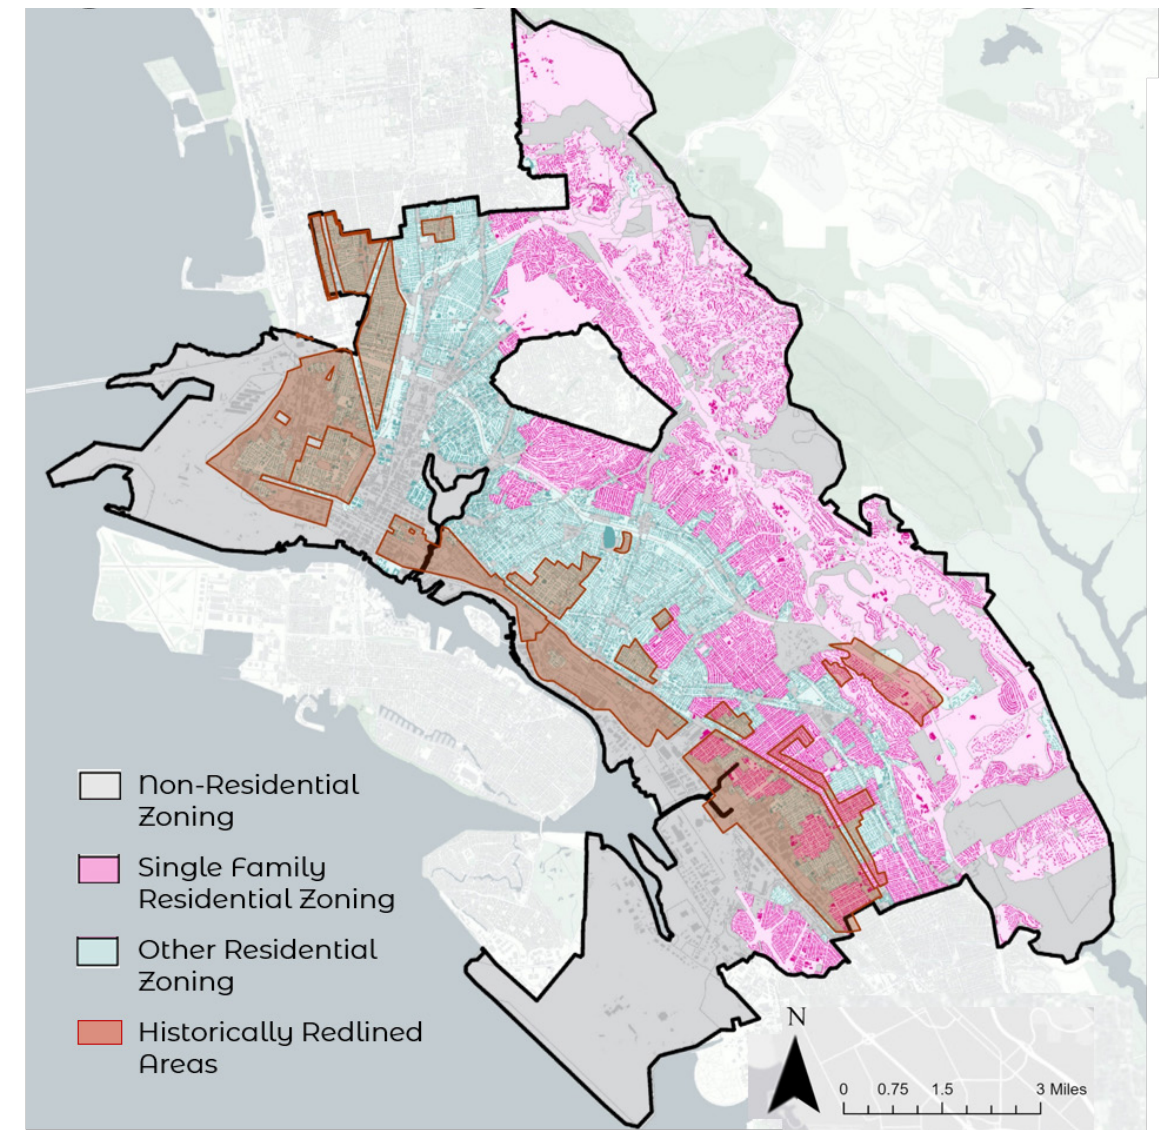 Non-Residential
Zoning
Single Family
Residential Zoning
Other Residential
Zoning
Historically Redlined
Areas
N
0 0.75 1.5 3 Miles